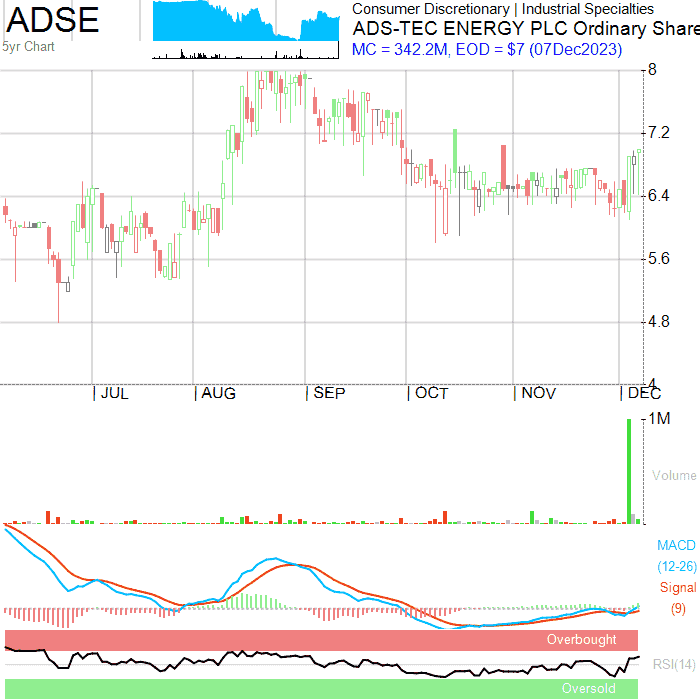 ADSE
5yr Chart
Consumer Discretionary | Industrial Specialties
ADS-TEC ENERGY PLC Ordinary Share
MC = 342.2M, EOD = $7 (07Dec2023)
8
7.2
6.4
5.6
4.8
4
JUL AUG SEP OCT NOV DEC
1M
Volume
MACD
(12-26)
Signal
(9)
Overbought
RSI(14)
Oversold